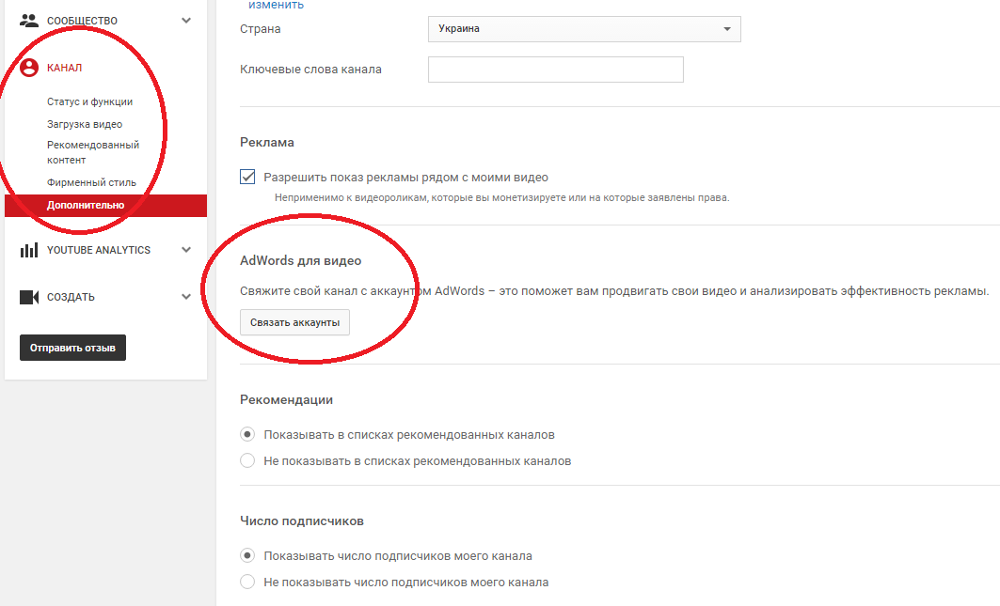 СООБЩЕСТВО
КАНАЛ
Статус и функции
Загрузка видео
Рекомендованный
контент
Фирменный стиль
Дополнительно
YOUTUBE ANALYTICS
СОЗДАТЬ
Отправить отзыв
изменить
Страна
Украина
Ключевые слова канала
Реклама
Разрешить показ рекламы рядом с моими видео
Неприменимо к видеороликам, которые вы монетизируете или на которые заявлены права.
AdWords для видео
Свяжите свой канал с аккаунтом AdWords – это поможет вам продвигать свои видео и анализировать эффективность рекламы.
Связать аккаунты
Рекомендации
Показывать в списках рекомендованных каналов
Не показывать в списках рекомендованных каналов
Число подписчиков
Показывать число подписчиков моего канала
Не показывать число подписчиков моего канала